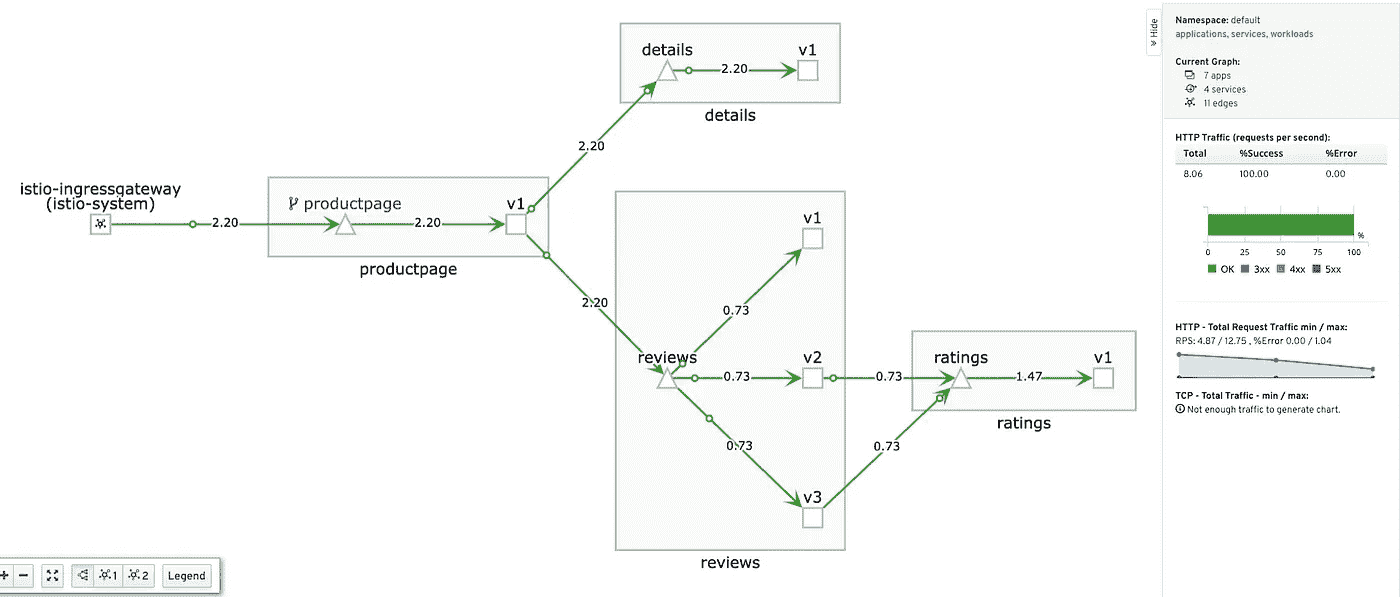 details
v1
2.20
details
2.20
istio-ingressgateway
(istio-system)
2.20
productpage
2.20
v1
productpage
2.20
v1
0.73
reviews
0.73
v2
0.73
0.73
v3
reviews
0.73
ratings
1.47
v1
ratings
1
2
Legend
Hide
Namespace: default
applications, services, workloads
Current Graph:
7 apps
4 services
11 edges
HTTP Traffic (requests per second):
Total %Success %Error
8.06 100.00 0.00
%
0 25 50 75 100
OK 3xx 4xx 5xx
HTTP - Total Request Traffic min / max:
RPS: 4.87 / 12.75 , %Error 0.00 / 1.04
TCP - Total Traffic - min / max:
Not enough traffic to generate chart.